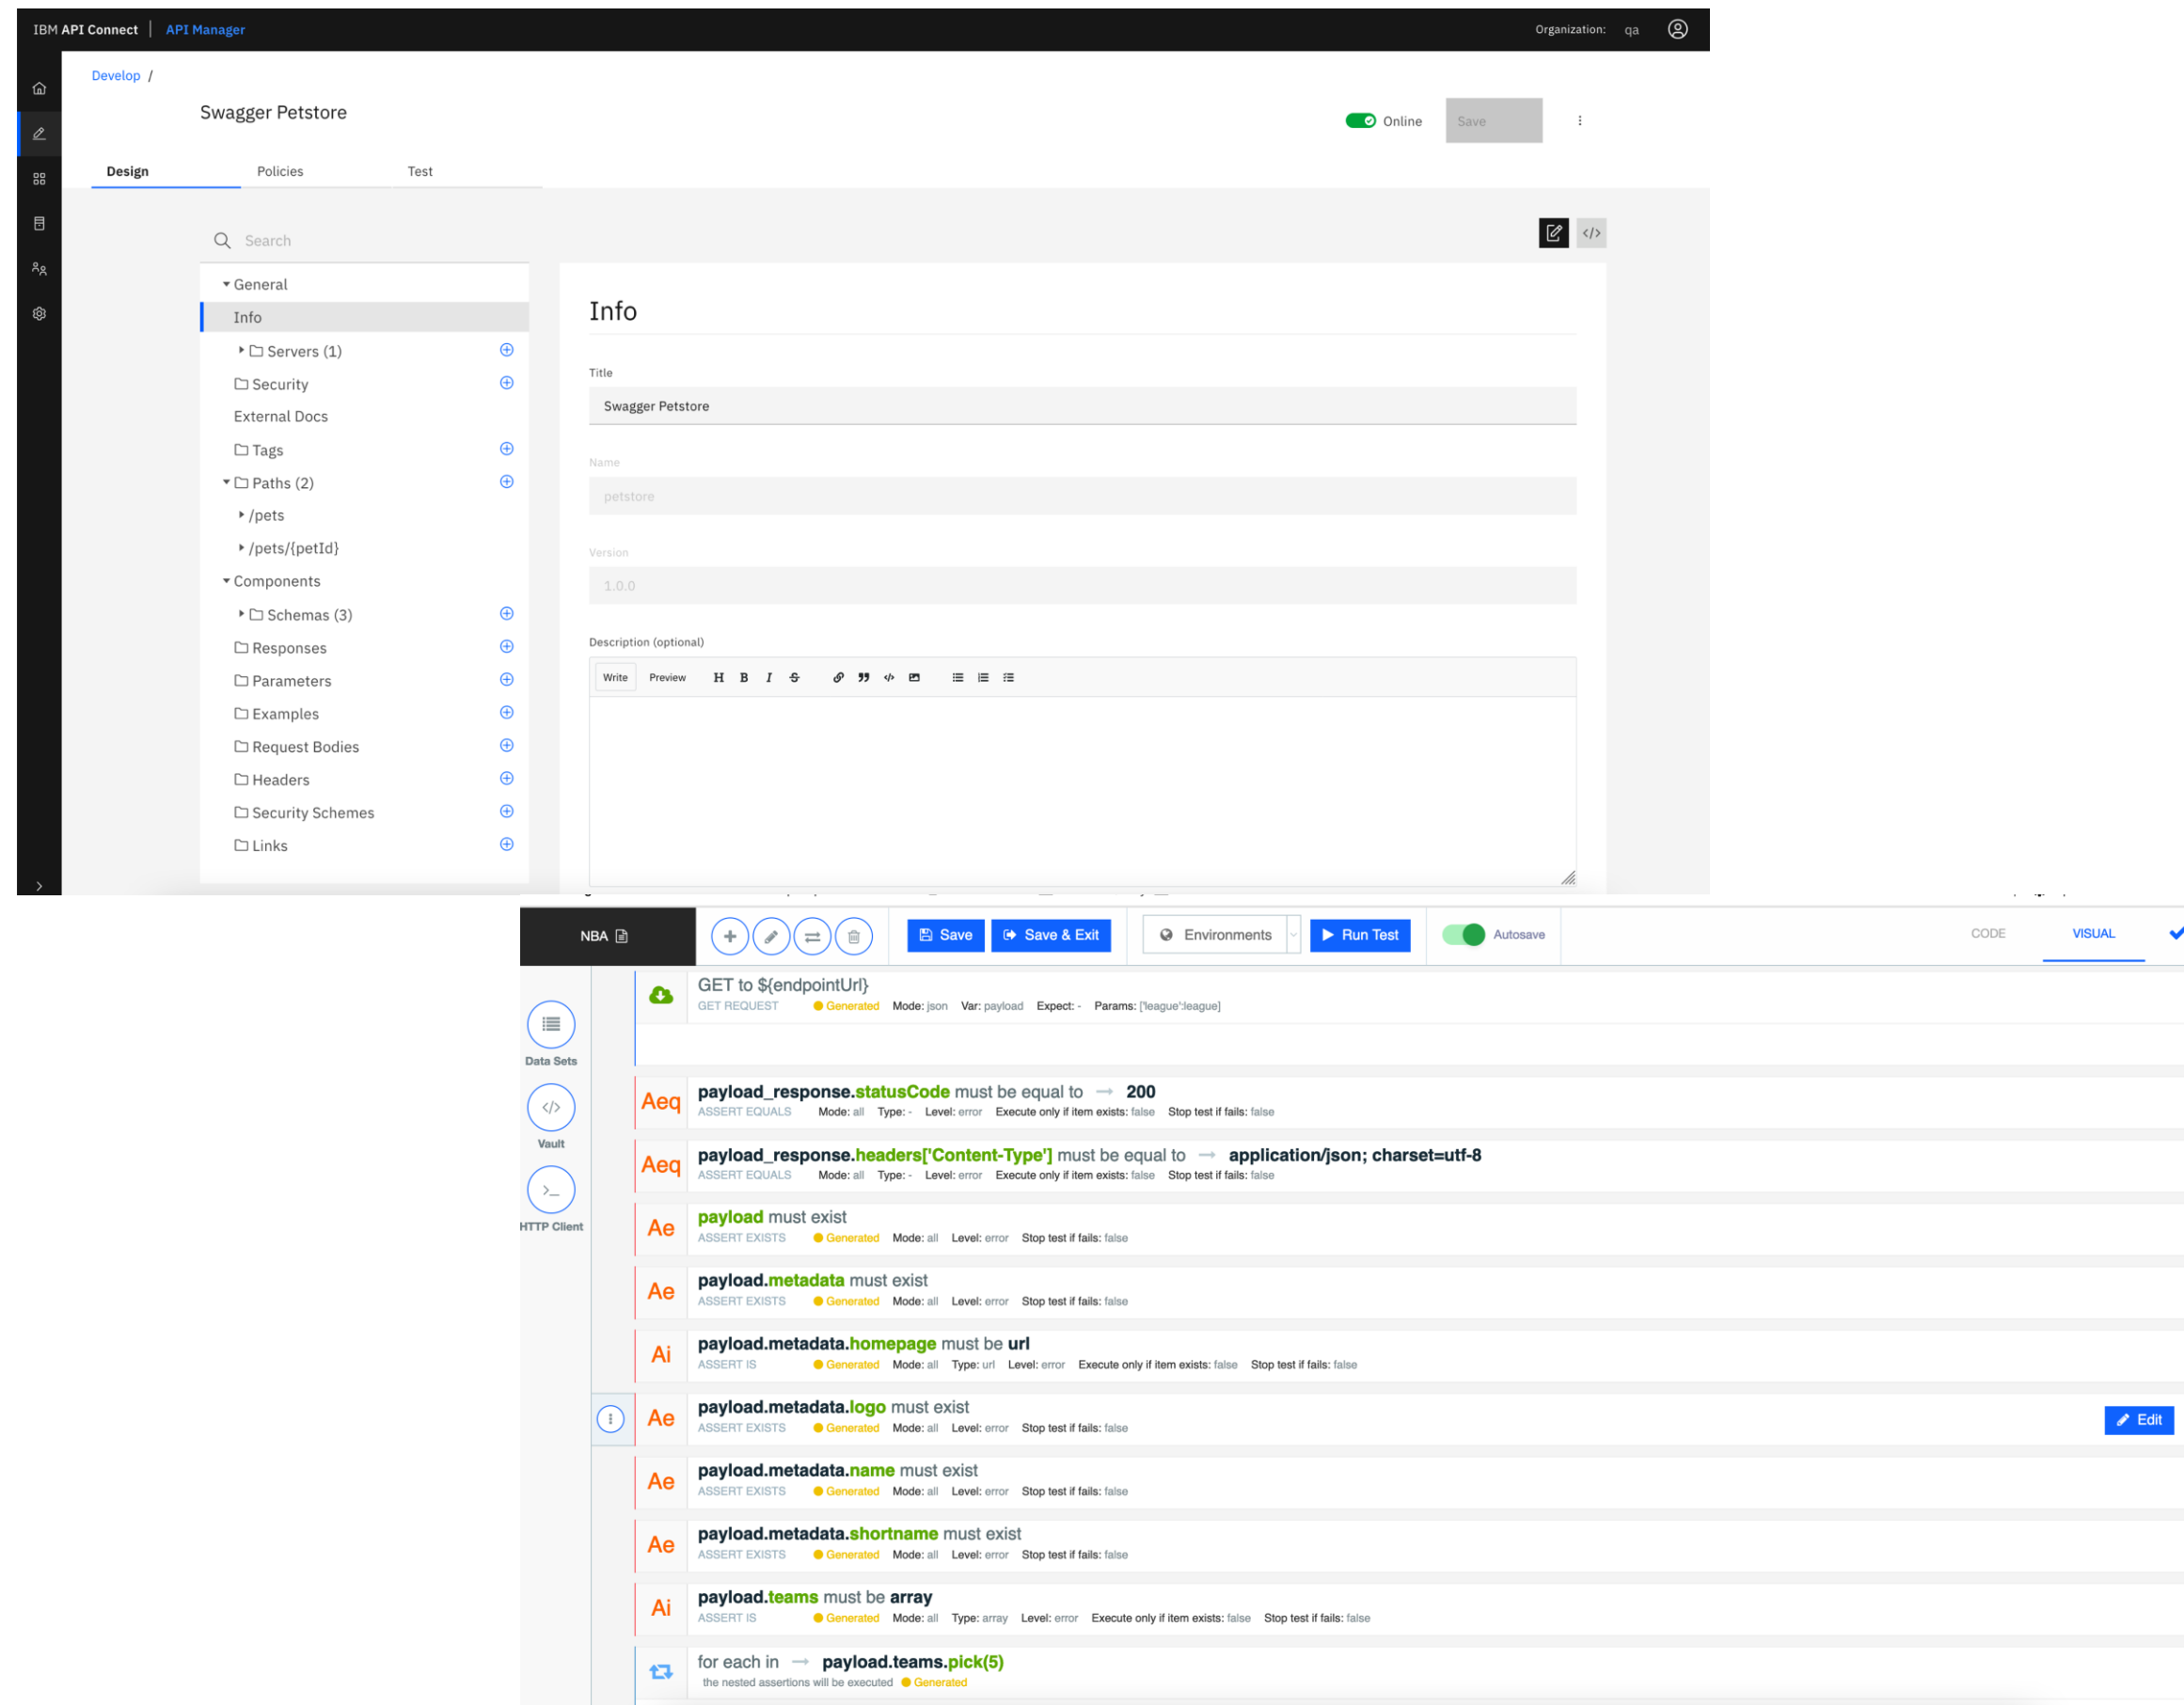 IBM API Connect | API Manager
Organization: qa
Develop /
Swagger Petstore
Online
Save
Design
Policies
Test
Search
General
Info
Servers (1)
Security
External Docs
Tags
Paths (2)
/pets
/pets/{petId}
Components
Schemas (3)
Responses
Parameters
Examples
Request Bodies
Headers
Security Schemes
Links
</>
Info
Title
Swagger Petstore
Name
petstore
Version
1.0.0
Description (optional)
Write Preview H B I S
NBA
Save
Save & Exit
Environments
Run Test
Autosave
CODE
VISUAL
Data Sets
Vault
HTTP Client
GET to ${endpointUrl}
GET REQUEST Generated Mode: json Var: payload Expect: - Params: ['league':league]
Aeq payload_response.statusCode must be equal to → 200
ASSERT EQUALS Mode: all Type: - Level: error Execute only if item exists: false Stop test if fails: false
Aeq payload_response.headers['Content-Type'] must be equal to → application/json; charset=utf-8
ASSERT EQUALS Mode: all Type: - Level: error Execute only if item exists: false Stop test if fails: false
Ae payload must exist
ASSERT EXISTS Generated Mode: all Level: error Stop test if fails: false
Ae payload.metadata must exist
ASSERT EXISTS Generated Mode: all Level: error Stop test if fails: false
Ai payload.metadata.homepage must be url
ASSERT IS Generated Mode: all Type: url Level: error Execute only if item exists: false Stop test if fails: false
Ae payload.metadata.logo must exist
ASSERT EXISTS Generated Mode: all Level: error Stop test if fails: false
Edit
Ae payload.metadata.name must exist
ASSERT EXISTS Generated Mode: all Level: error Stop test if fails: false
Ae payload.metadata.shortname must exist
ASSERT EXISTS Generated Mode: all Level: error Stop test if fails: false
Ai payload.teams must be array
ASSERT IS Generated Mode: all Type: array Level: error Execute only if item exists: false Stop test if fails: false
for each in → payload.teams.pick(5)
the nested assertions will be executed Generated